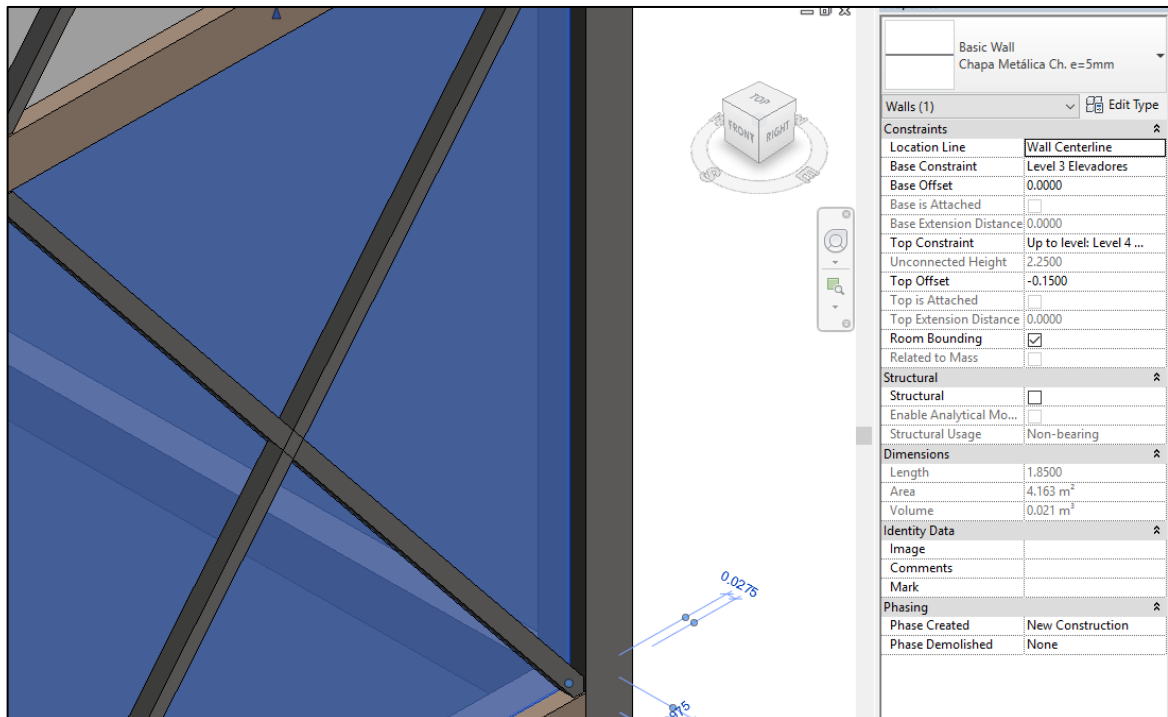 Basic Wall
Chapa Metálica Ch. e=5mm
Walls (1)
Edit Type
Constraints
Location Line Wall Centerline
Base Constraint Level 3 Elevadores
Base Offset 0.0000
Base is Attached
Base Extension Distance 0.0000
Top Constraint Up to level: Level 4 ...
Unconnected Height 2.2500
Top Offset -0.1500
Top is Attached
Top Extension Distance 0.0000
Room Bounding
Related to Mass
Structural
Structural
Enable Analytical Mo...
Structural Usage Non-bearing
Dimensions
Length 1.8500
Area 4.163 m²
Volume 0.021 m³
Identity Data
Image
Comments
Mark
Phasing
Phase Created New Construction
Phase Demolished None
TOP
FRONT
RIGHT
0.0275